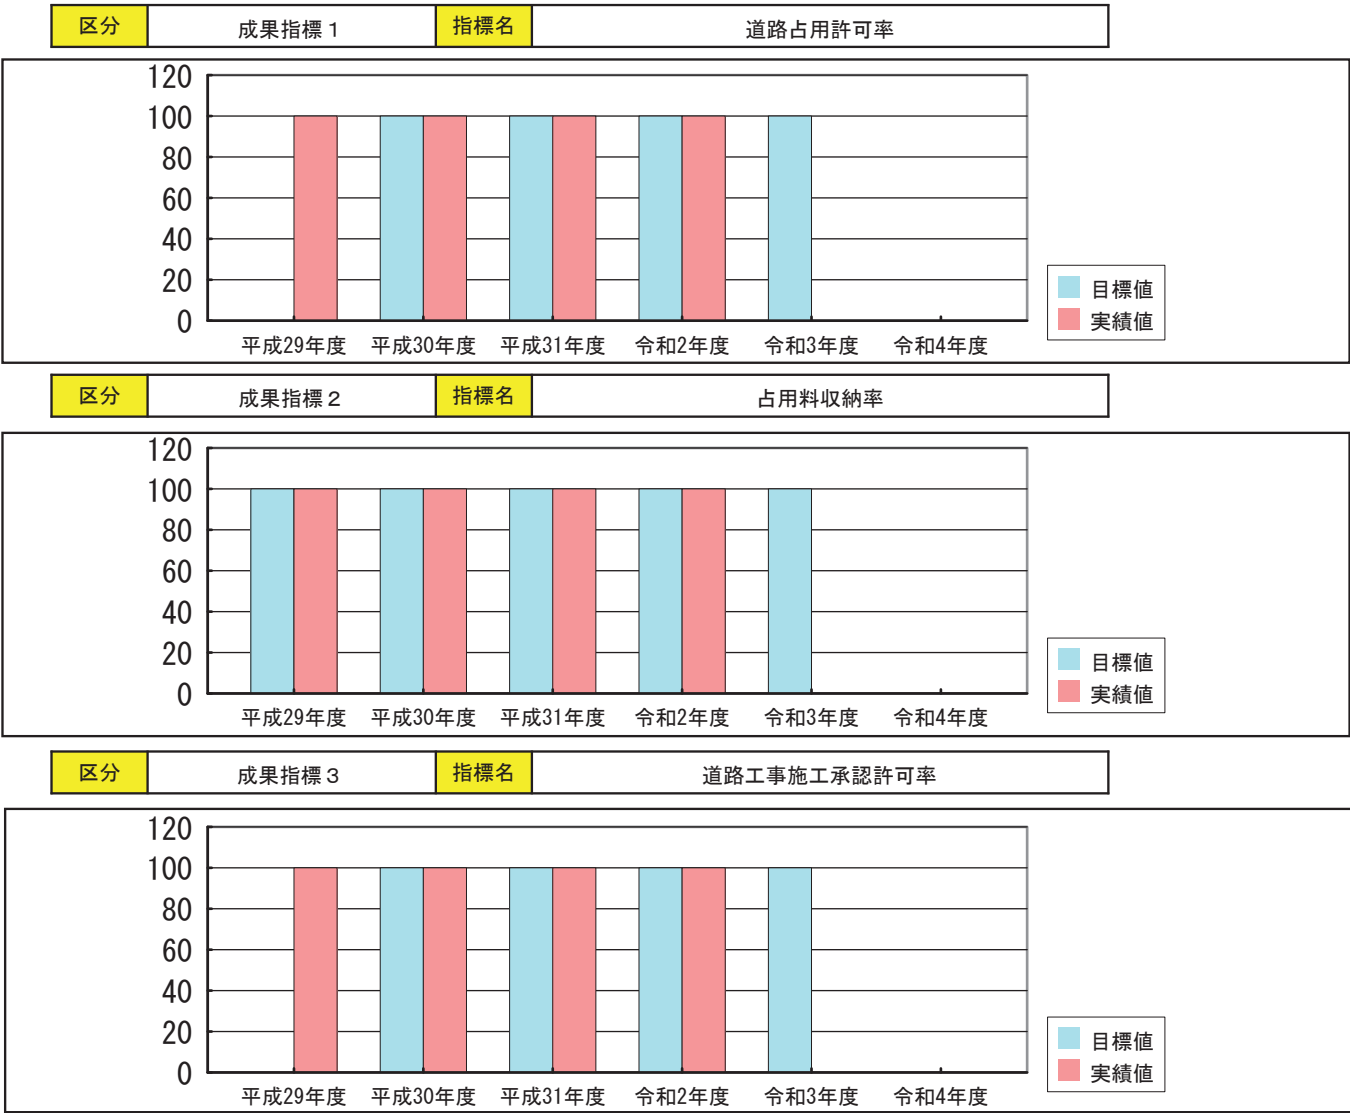 区分 成果指標１ 指標名 道路占用許可率
120
100
80
60
40
20
0
平成29年度 平成30年度 平成31年度 令和2年度 令和3年度 令和4年度
目標値
実績値
区分 成果指標２ 指標名 占用料収納率
120
100
80
60
40
20
0
平成29年度 平成30年度 平成31年度 令和2年度 令和3年度 令和4年度
目標値
実績値
区分 成果指標３ 指標名 道路工事施工承認許可率
120
100
80
60
40
20
0
平成29年度 平成30年度 平成31年度 令和2年度 令和3年度 令和4年度
目標値
実績値